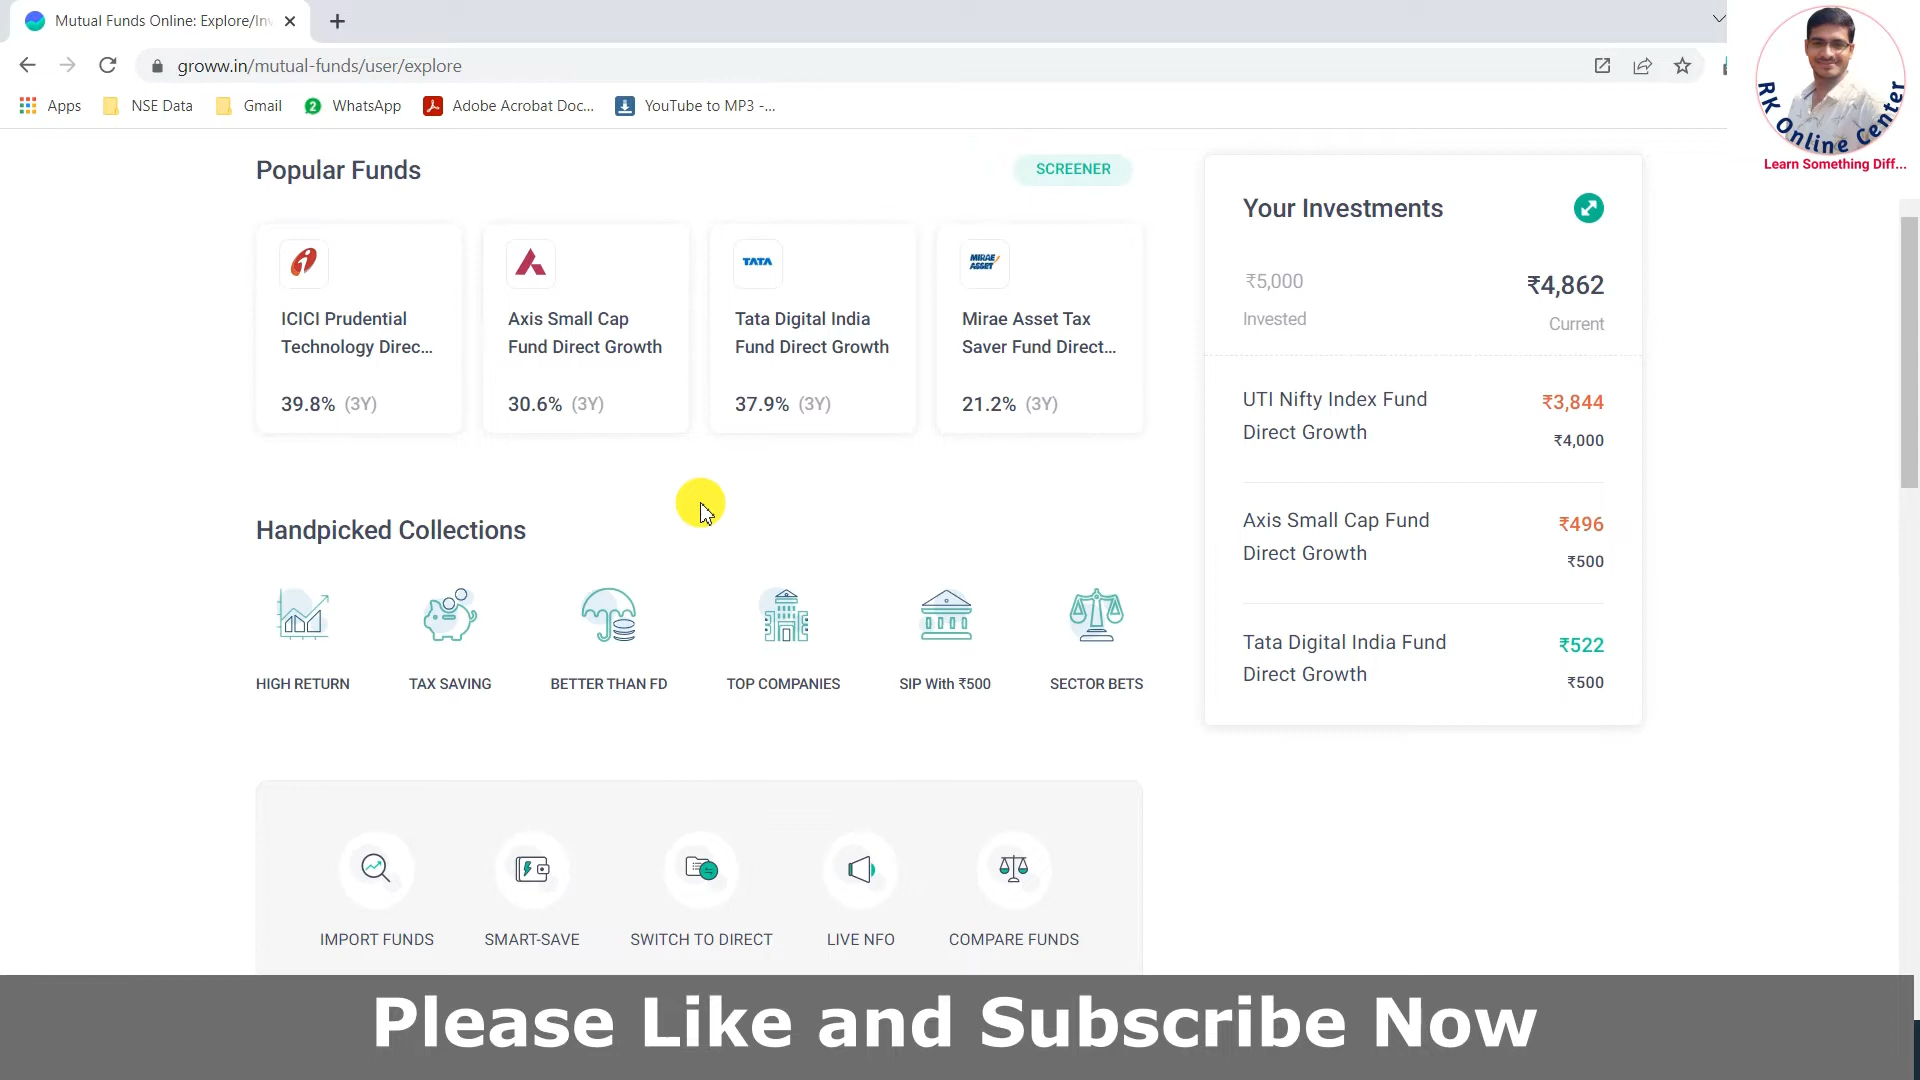 Mutual Funds Online: Explore/Inv
groww.in/mutual-funds/user/explore
Apps
NSE Data
Gmail
2
WhatsApp
Adobe Acrobat Doc...
YouTube to MP3 -...
RK Online Center
Learn Something Diff...
Popular Funds
SCREENER
TATA
MIRAE ASSET
ICICI Prudential
Technology Direc...
39.8% (3Y)
Axis Small Cap
Fund Direct Growth
30.6% (3Y)
Tata Digital India
Fund Direct Growth
37.9% (3Y)
Mirae Asset Tax
Saver Fund Direct...
21.2% (3Y)
Your Investments
₹5,000
Invested
₹4,862
Current
UTI Nifty Index Fund
Direct Growth
₹3,844
₹4,000
Axis Small Cap Fund
Direct Growth
₹496
₹500
Tata Digital India Fund
Direct Growth
₹522
₹500
Handpicked Collections
HIGH RETURN
TAX SAVING
BETTER THAN FD
TOP COMPANIES
SIP With ₹500
SECTOR BETS
IMPORT FUNDS
SMART-SAVE
SWITCH TO DIRECT
LIVE NFO
COMPARE FUNDS
Please Like and Subscribe Now